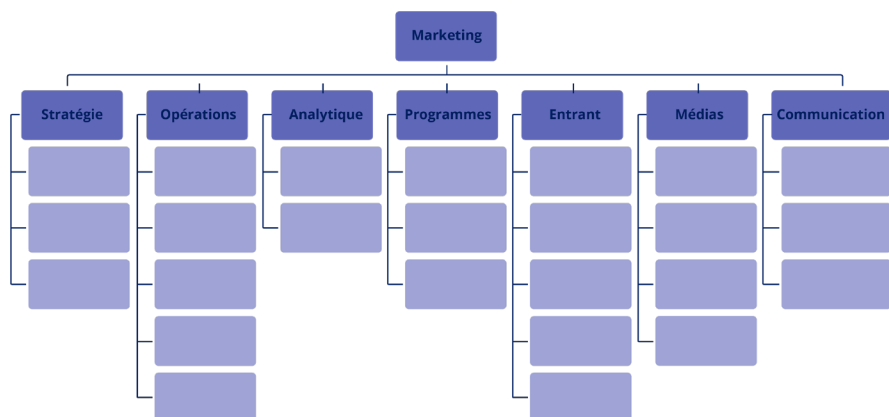 Marketing
Stratégie
Opérations
Analytique
Programmes
Entrant
Médias
Communication